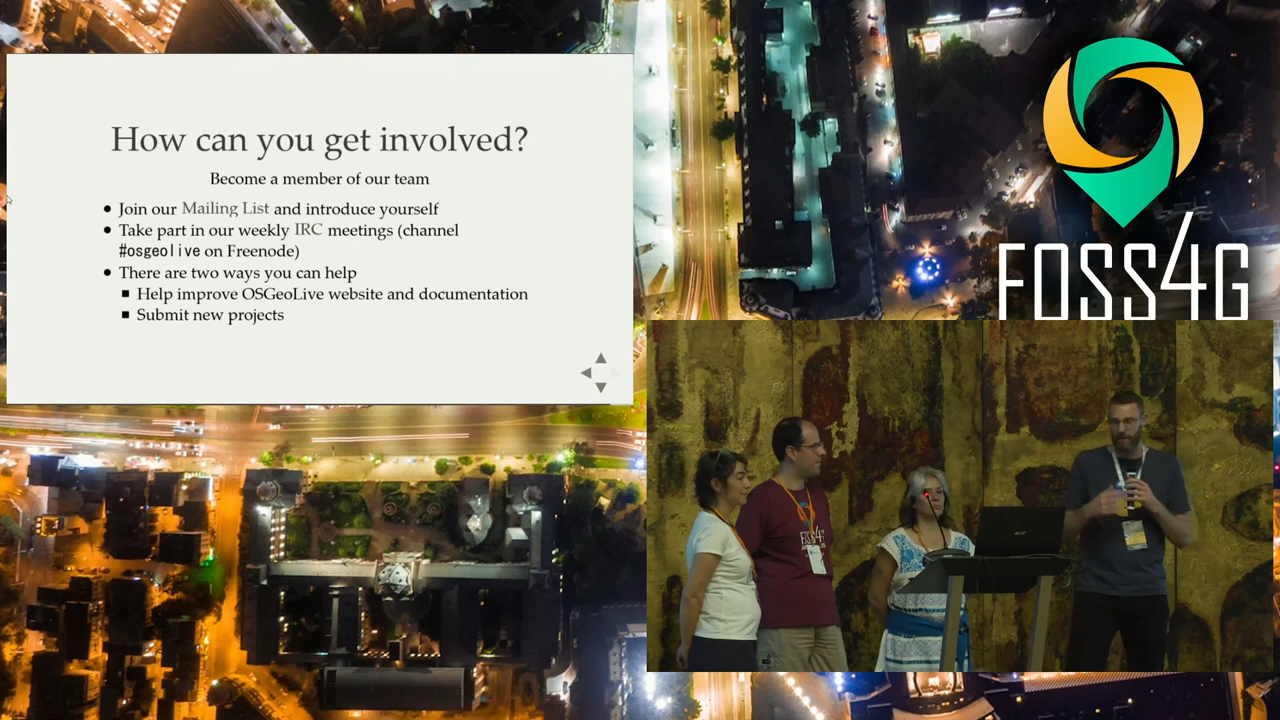 How can you get involved?
Become a member of our team
• Join our Mailing List and introduce yourself
• Take part in our weekly IRC meetings (channel
#osgeolive on Freenode)
• There are two ways you can help
▪ Help improve OSGeoLive website and documentation
▪ Submit new projects
FOSS4G
FOSS4G
acer